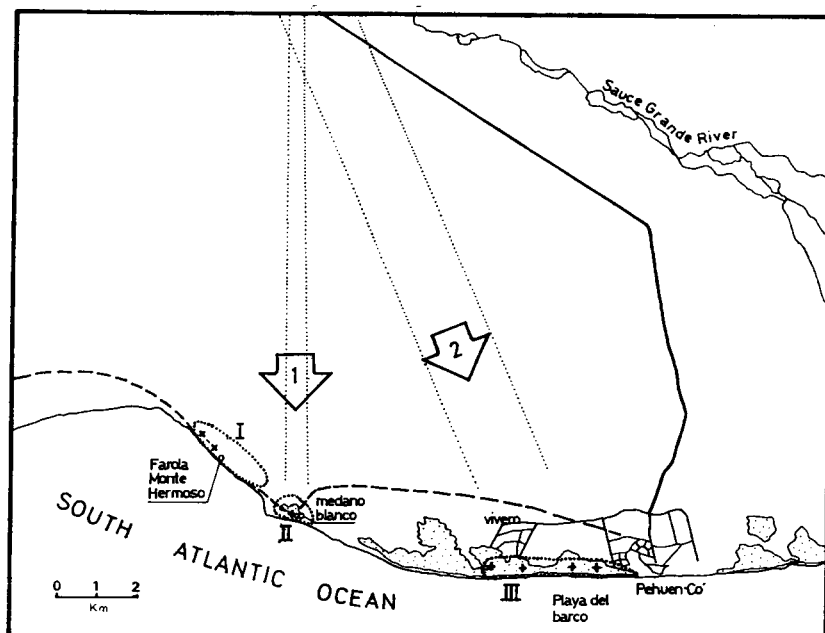 Sauce Grande River
1
2
I
Farola
Monte
Hermoso
medano
blanco
II
vivero
SOUTH ATLANTIC OCEAN
III
Playa del
barco
Pehuen-Co'
0 1 2
Km